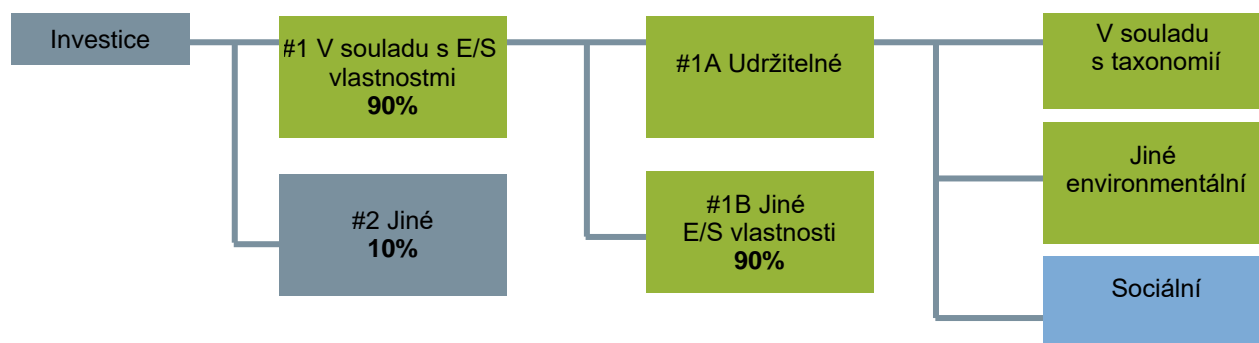 Investice
#1 V souladu s E/S
vlastnostmi
90%
#2 Jiné
10%
#1A Udržitelné
#1B Jiné
E/S vlastnosti
90%
V souladu
s taxonomií
Jiné
environmentální
Sociální